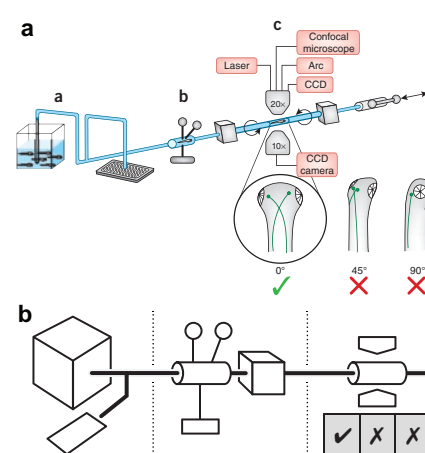 a
c
Confocal
microscope
Laser
Arc
CCD
a
b
20×
10×
CCD
camera
0°
45°
90°
✓
✗
✗
b
✓
✗
✗